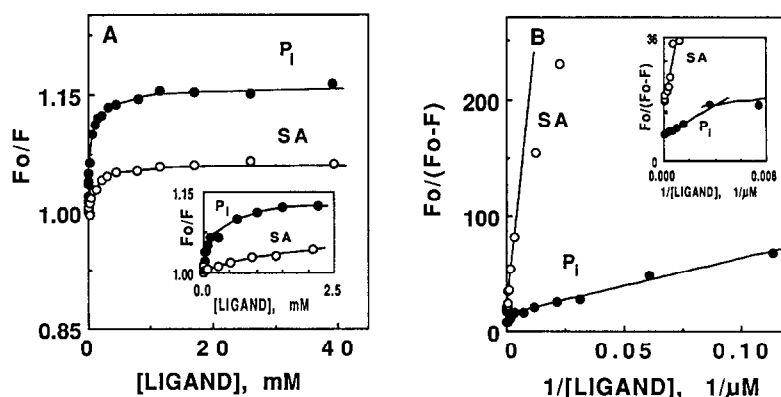 A
Pi
1.15
SA
Fo/F
1.00
1.15
Pi
Fo/F
SA
1.00
0.0
2.5
[LIGAND], mM
0.85
0
20
40
[LIGAND], mM
B
200
Fo/(Fo-F)
SA
100
Pi
0
0
0.05
0.10
1/[LIGAND], 1/μM
36
SA
Fo/(Fo-F)
Pi
0
0.000
0.008
1/[LIGAND], 1/μM